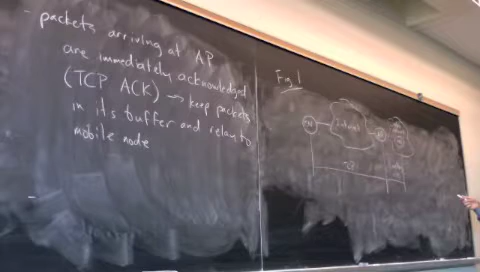 - packets arriving at AP
are immediately acknowledged
(TCP ACK) → keep packets
in its buffer and relay to
mobile node
Fig 1
Internet